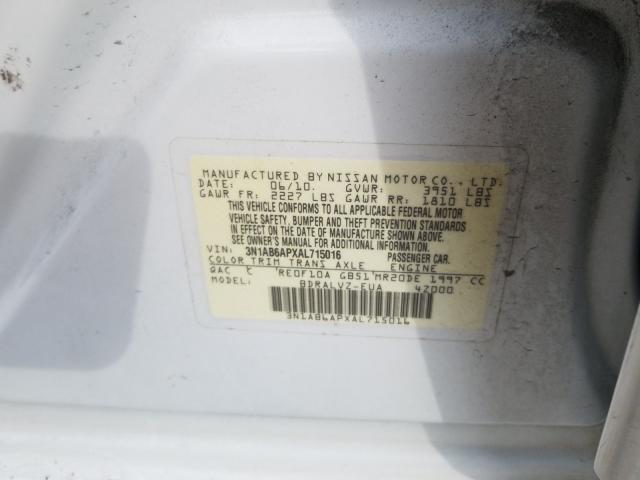 MANUFACTURED BY NISSAN MOTOR CO., LTD.
DATE: 06/10. GVWR: 3951 LBS
GAWR FR: 2227 LBS GAWR RR: 1810 LBS
THIS VEHICLE CONFORMS TO ALL APPLICABLE FEDERAL MOTOR
VEHICLE SAFETY, BUMPER AND THEFT PREVENTION STANDARDS
IN EFFECT ON THE DATE OF MANUFACTURE SHOWN ABOVE.
SEE OWNER'S MANUAL FOR ADDITIONAL INFORMATION.
VIN: 3N1AB6APXAL715016 PASSENGER CAR.
COLOR TRIM TRANS AXLE ENGINE
QAC RE0F10A GB51 MR20DE 1997 CC
MODEL: BDRALVZ-EUA 4Z000
3N1AB6APXAL715016